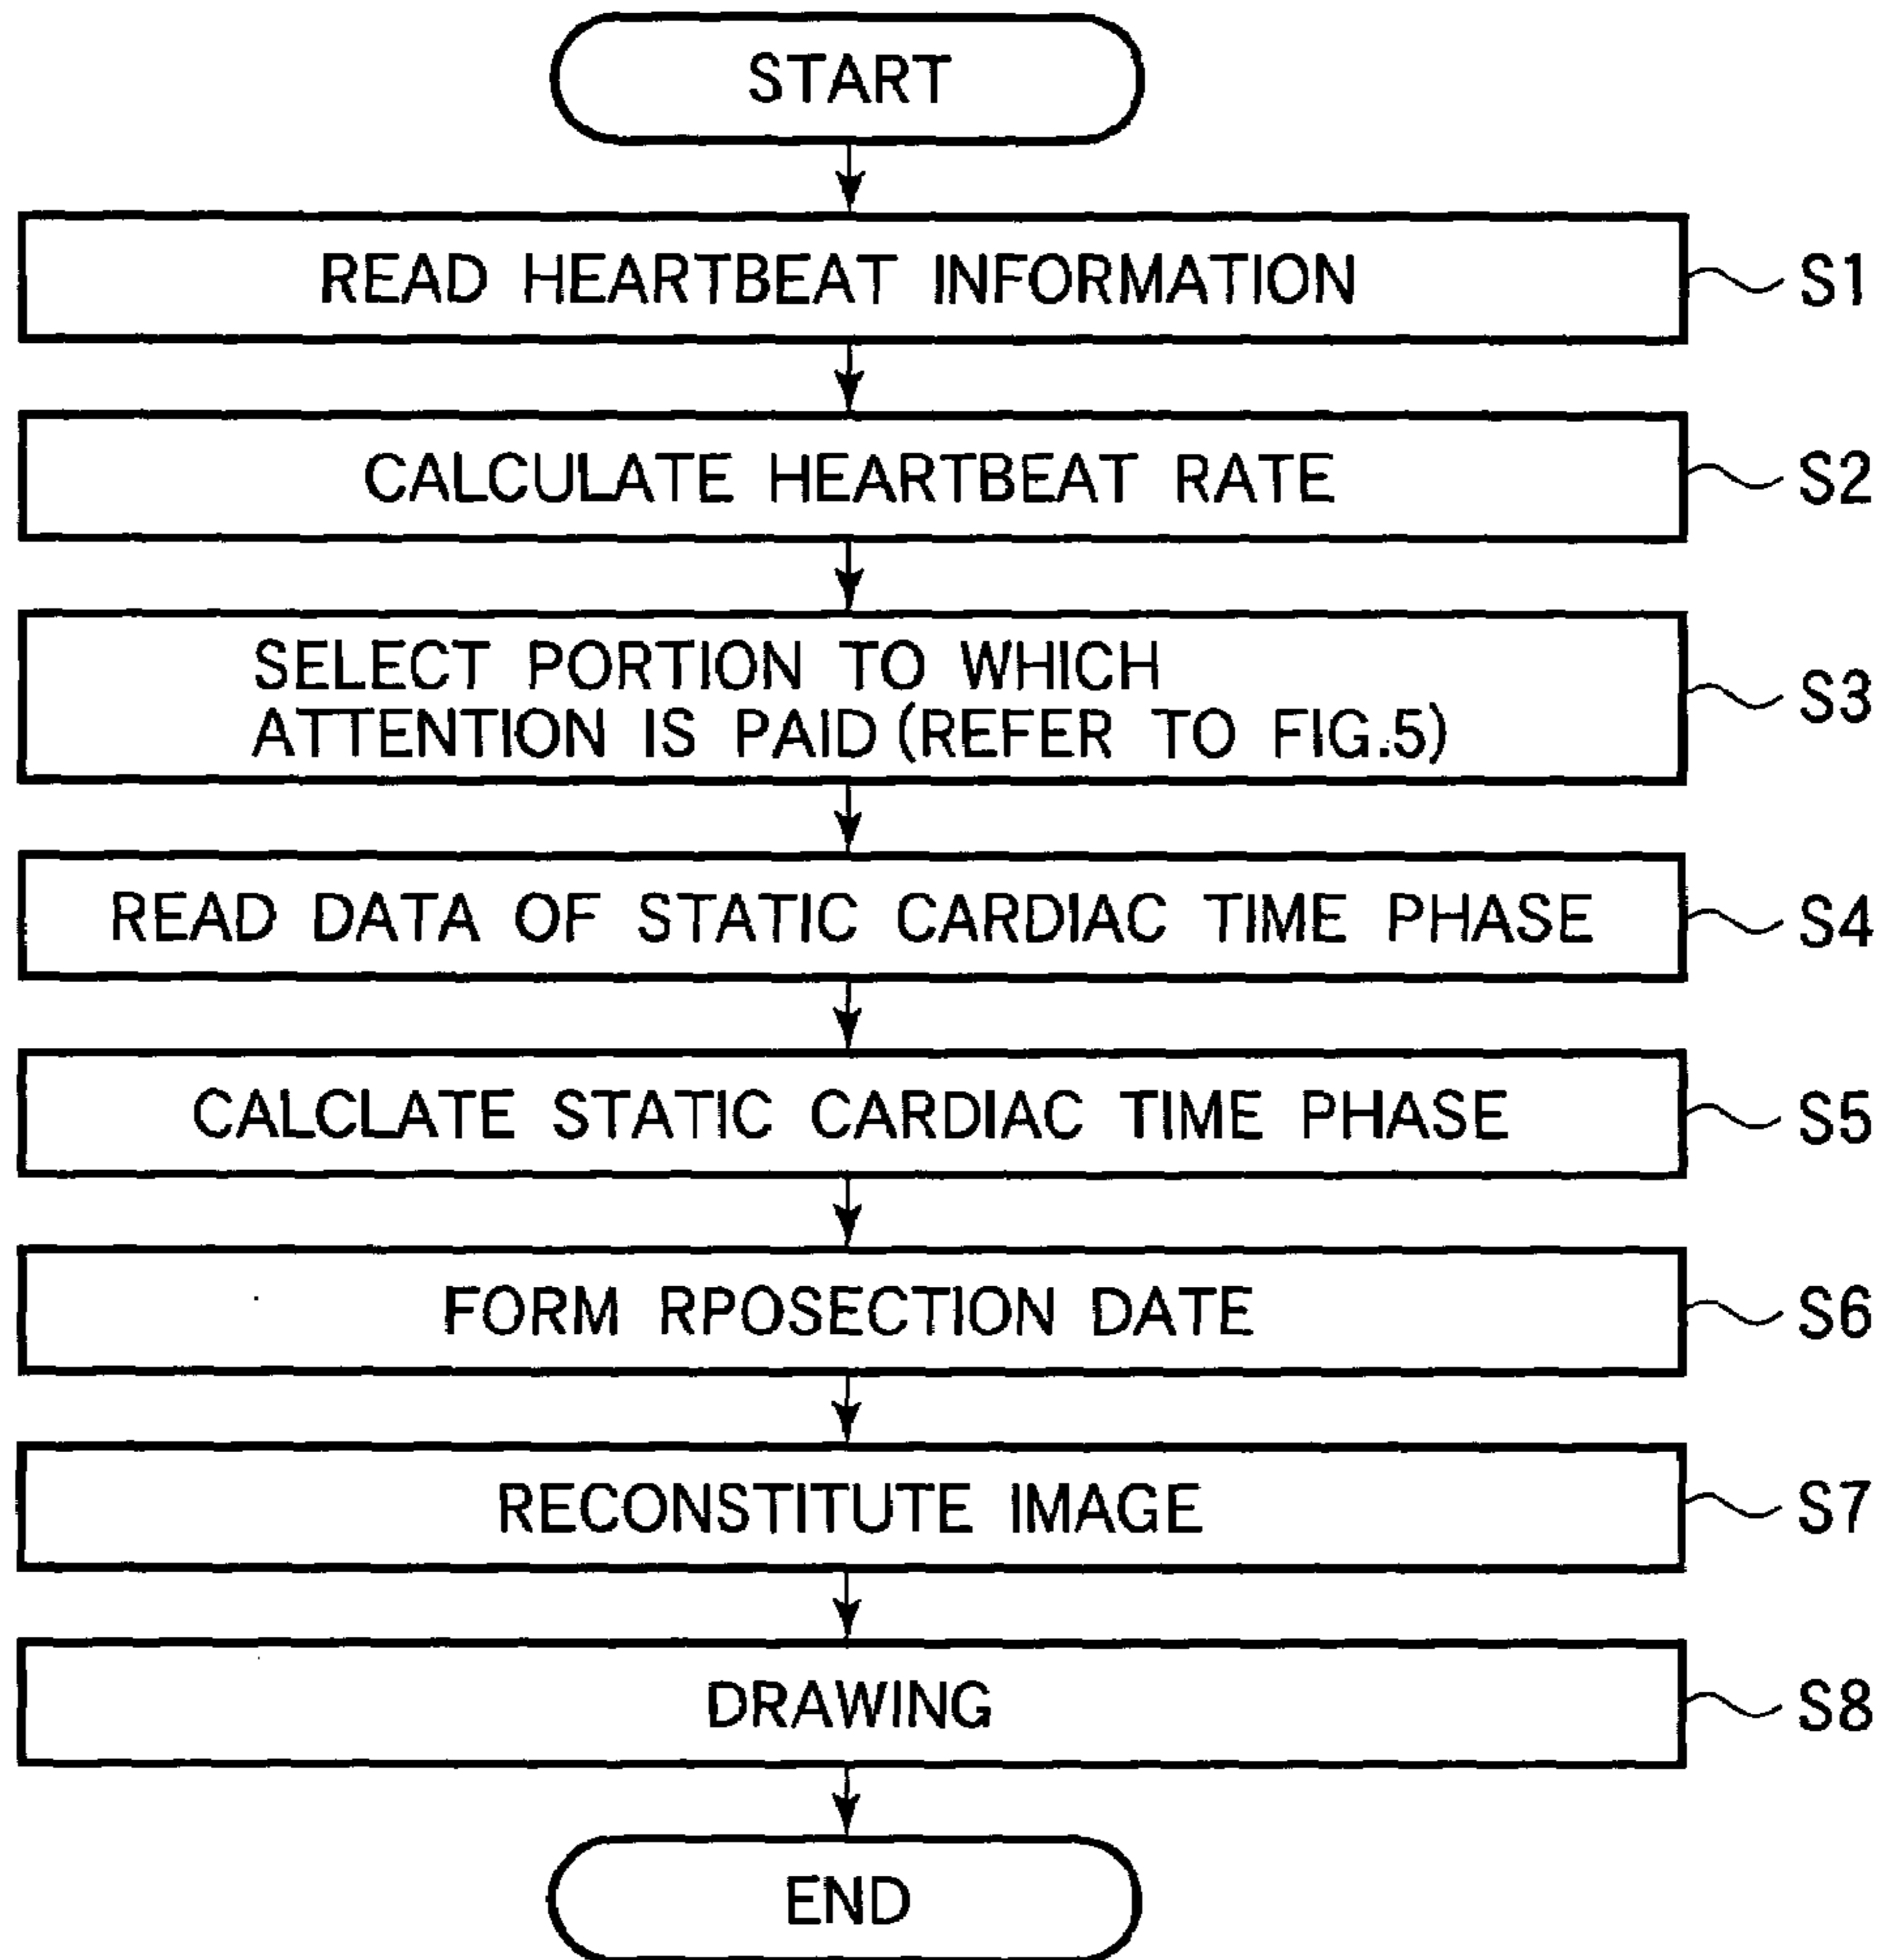 START
READ HEARTBEAT INFORMATION
S1
CALCULATE HEARTBEAT RATE
S2
SELECT PORTION TO WHICH
ATTENTION IS PAID (REFER TO FIG.5)
S3
READ DATA OF STATIC CARDIAC TIME PHASE
S4
CALCLATE STATIC CARDIAC TIME PHASE
S5
FORM RPOSECTION DATE
S6
RECONSTITUTE IMAGE
S7
DRAWING
S8
END